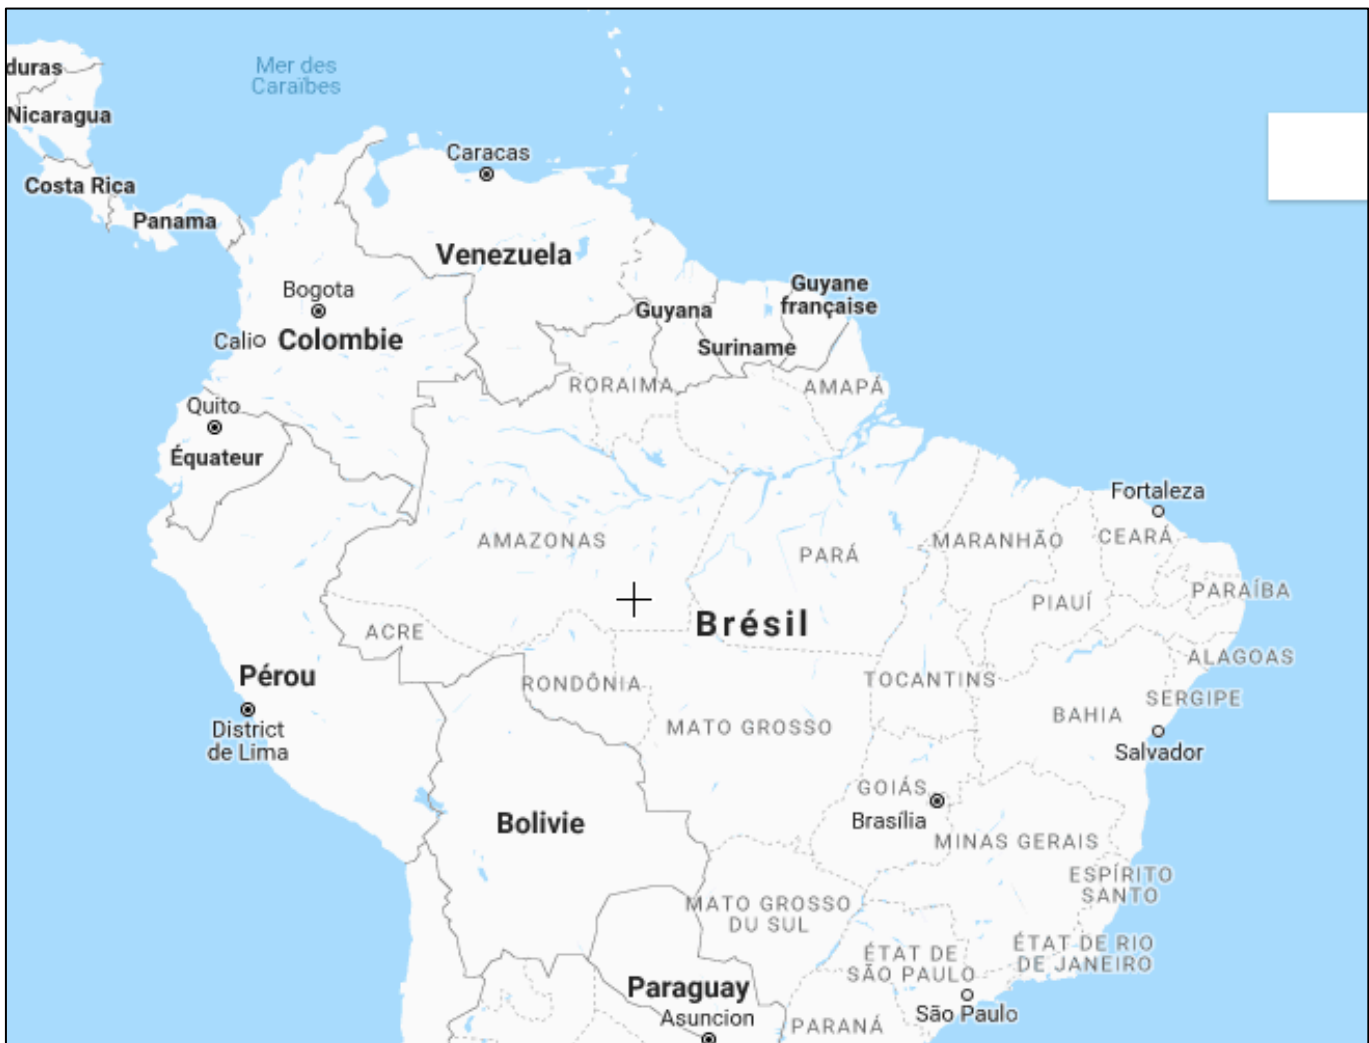 Mer des
Caraïbes
duras
Nicaragua
Caracas
Costa Rica
Panama
Venezuela
Bogota
Guyane
française
Guyana
Cali
Colombie
Suriname
RORAIMA
AMAPÁ
Quito
Équateur
Fortaleza
AMAZONAS
PARÁ
MARANHÃO
CEARÁ
PARAÍBA
PIAUÍ
Brésil
ACRE
ALAGOAS
Pérou
RONDÔNIA
TOCANTINS
SERGIPE
District
de Lima
MATO GROSSO
BAHIA
Salvador
GOIÁS
Brasília
Bolivie
MINAS GERAIS
ESPÍRITO
SANTO
MATO GROSSO
DU SUL
ÉTAT DE RIO
DE JANEIRO
ÉTAT DE
SÃO PAULO
Paraguay
São Paulo
Asuncion
PARANÁ